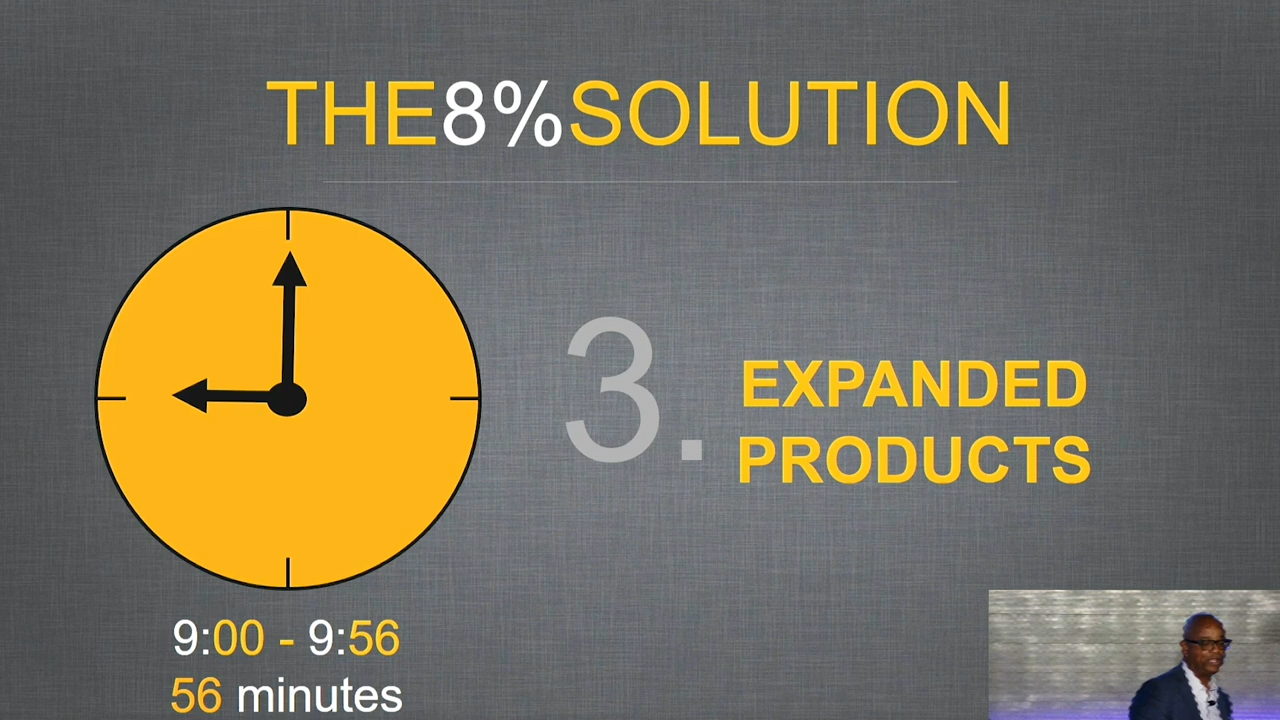 THE8%SOLUTION
3.
EXPANDED
PRODUCTS
9:00 - 9:56
56 minutes